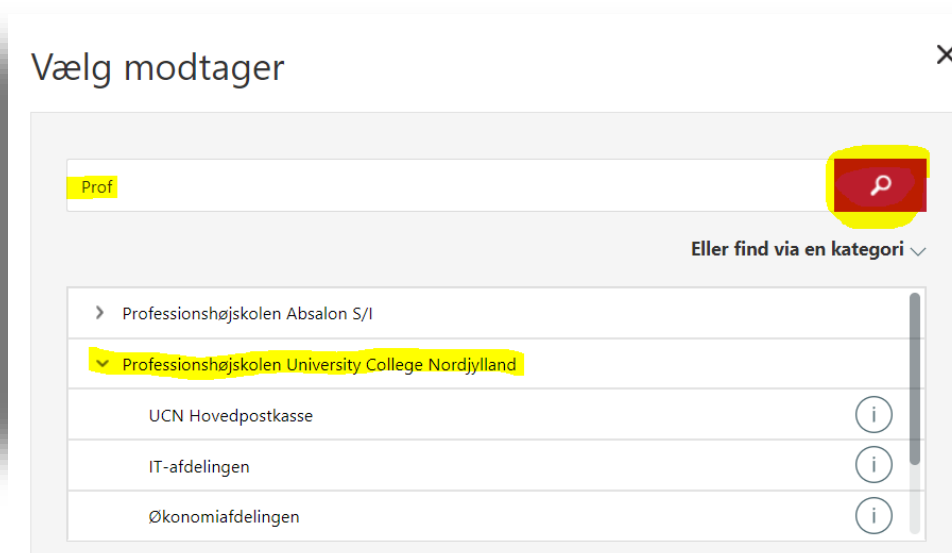 Vælg modtager
Prof
Eller find via en kategori
Professionshøjskolen Absalon S/I
Professionshøjskolen University College Nordjylland
UCN Hovedpostkasse
i
IT-afdelingen
i
Økonomiafdelingen
i